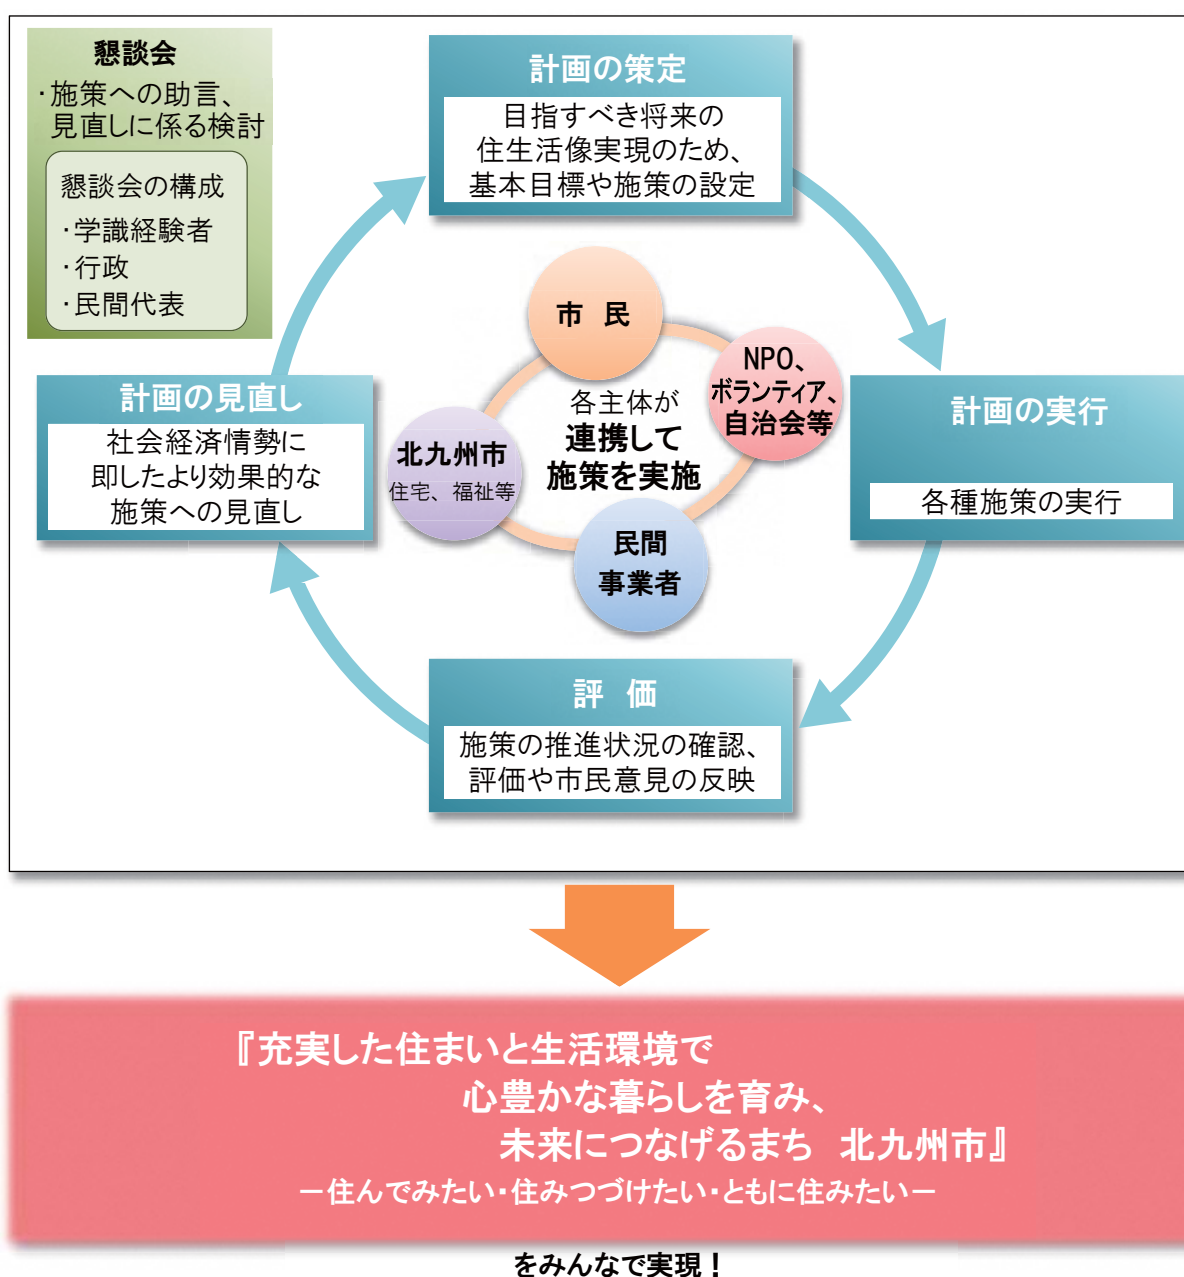 懇談会
・施策への助言、
見直しに係る検討
懇談会の構成
・学識経験者
・行政
・民間代表
計画の策定
目指すべき将来の
住生活像実現のため、
基本目標や施策の設定
計画の実行
各種施策の実行
評 価
施策の推進状況の確認、
評価や市民意見の反映
計画の見直し
社会経済情勢に
即したより効果的な
施策への見直し
市 民
NPO、
ボランティア、
自治会等
民間
事業者
北九州市
住宅、福祉等
各主体が
連携して
施策を実施
『充実した住まいと生活環境で
心豊かな暮らしを育み、
未来につなげるまち 北九州市』
－住んでみたい・住みつづけたい・ともに住みたい－
をみんなで実現！